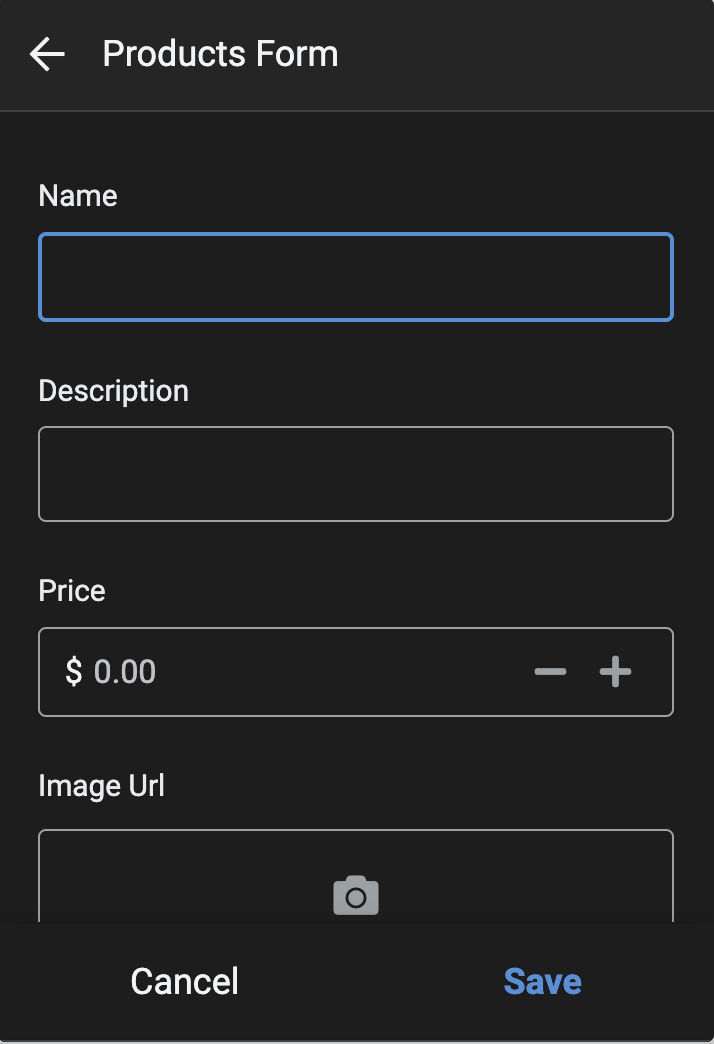 Products Form
Name
Description
Price
$ 0.00
Image Url
Cancel Save